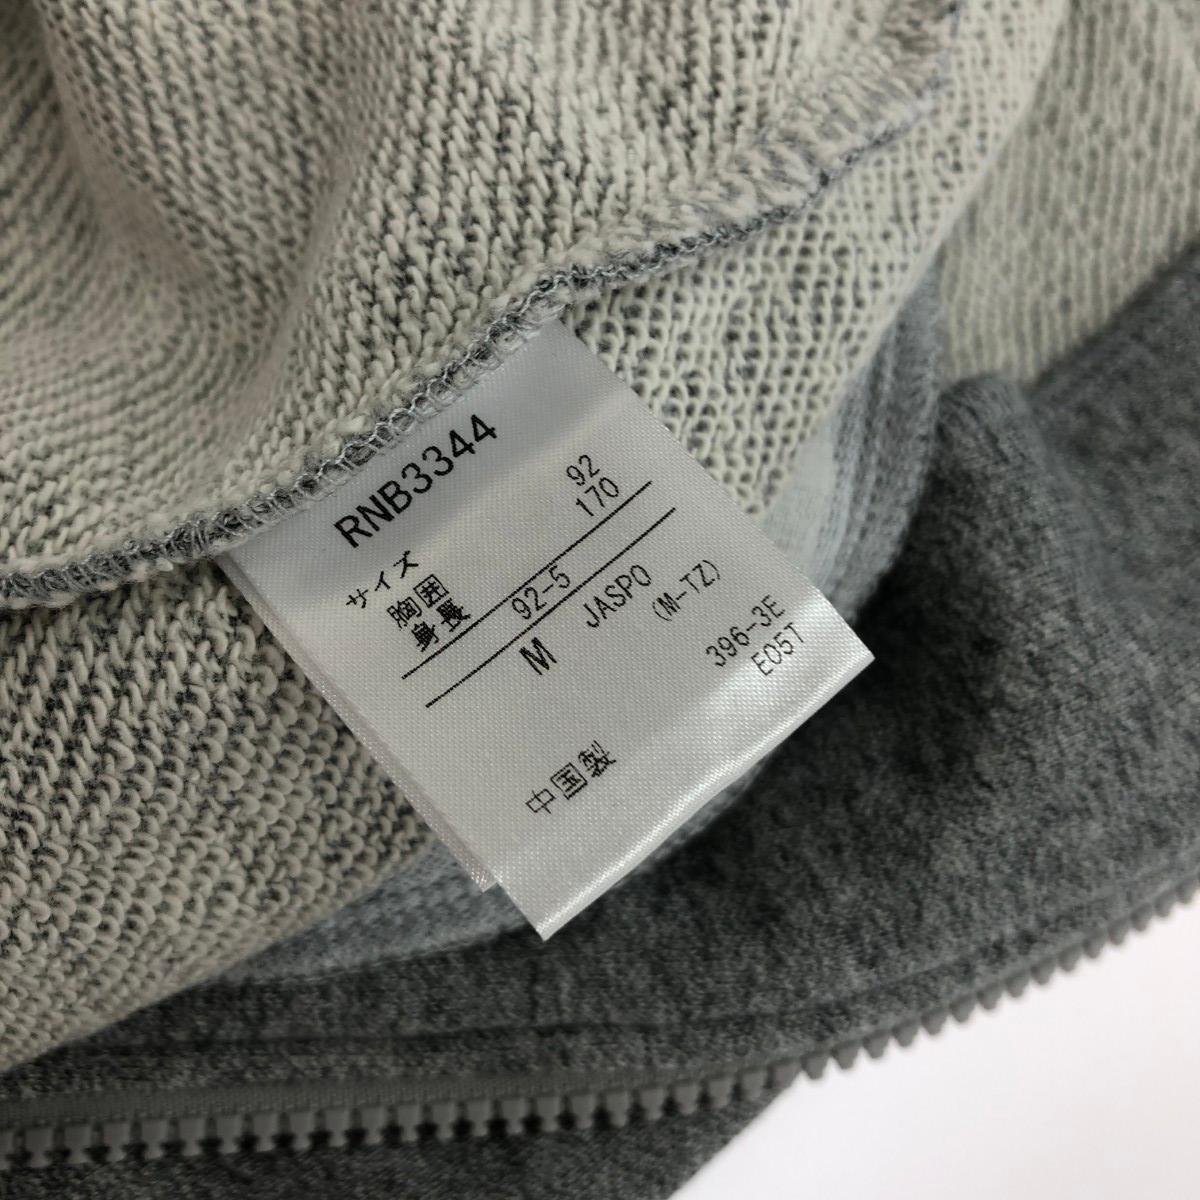 RNB3344
サイズ
胸囲 92
身長 170
92-5
M JASPO
(M-TZ)
396-3E
E05T
中国製